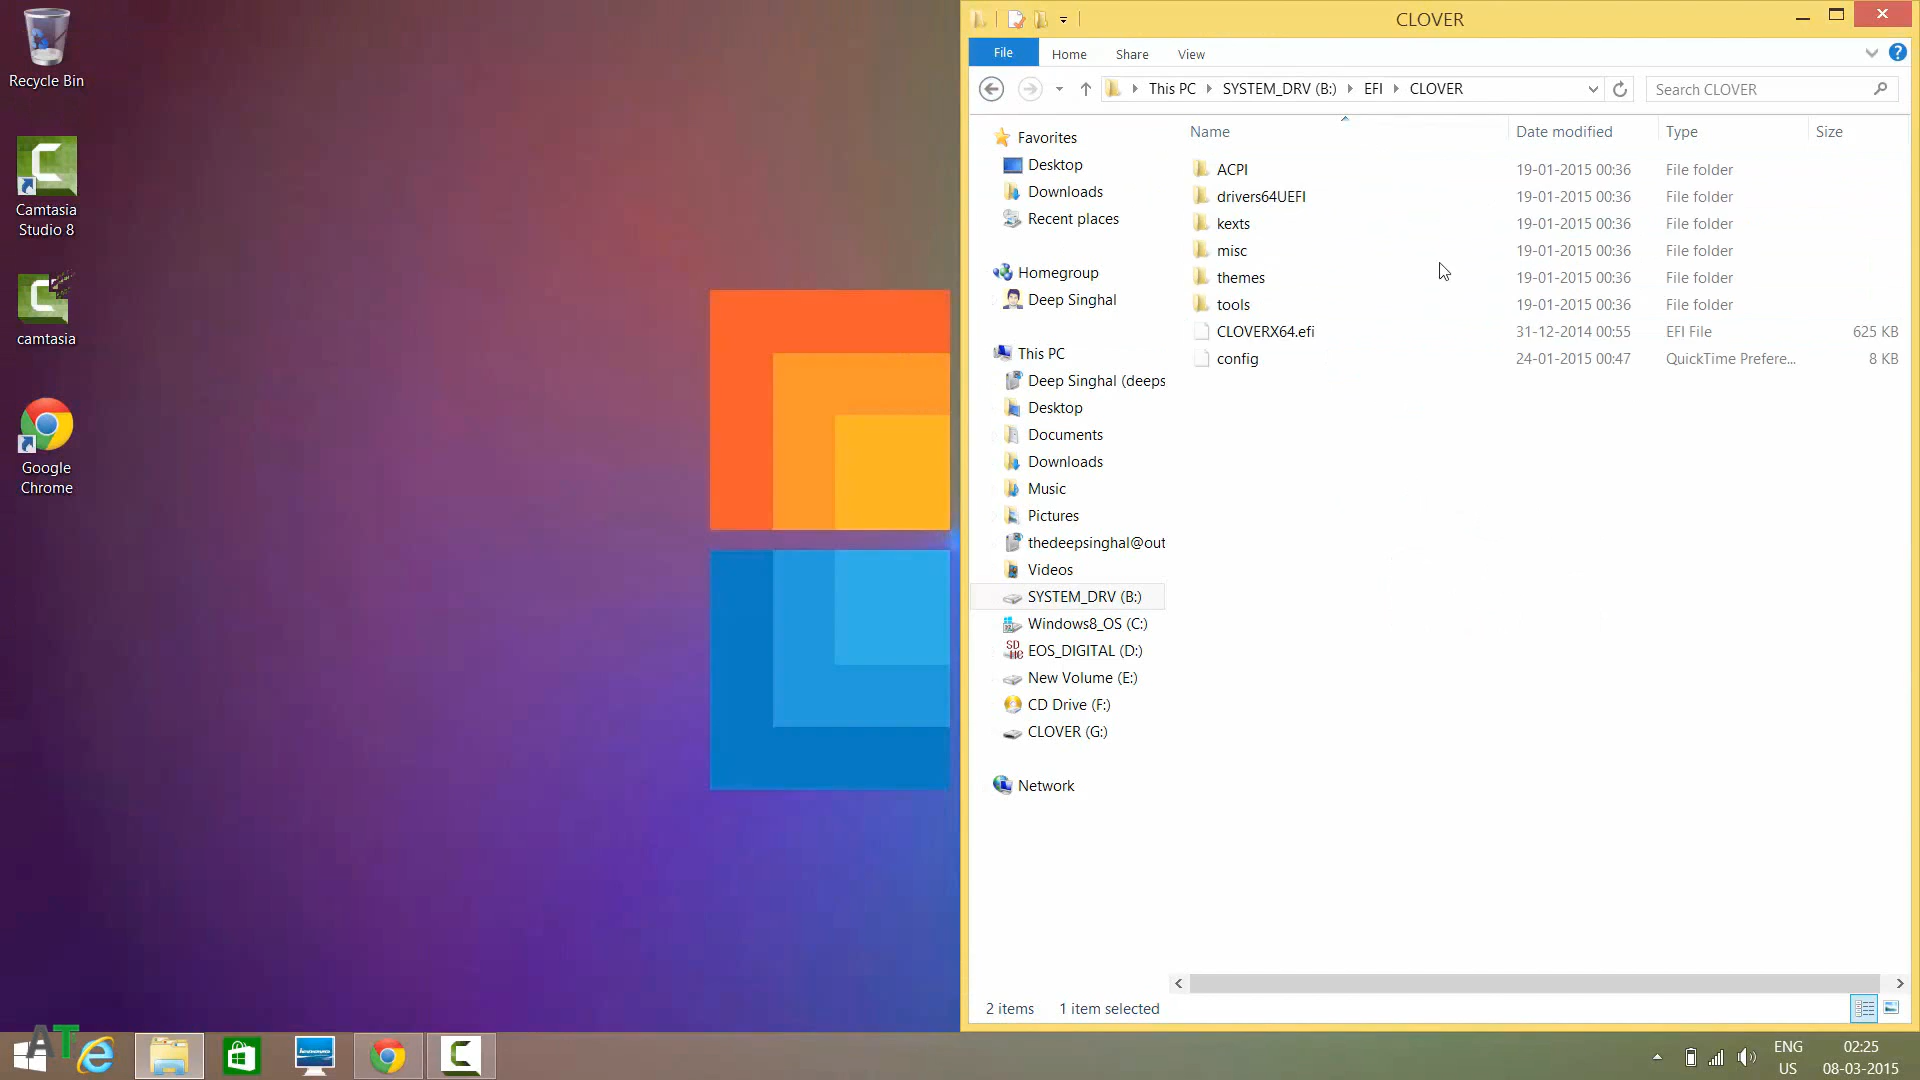 Recycle Bin
Camtasia
Studio 8
camtasia
Google
Chrome
CLOVER
File Home Share View
This PC SYSTEM_DRV (B:) EFI CLOVER
Search CLOVER
Favorites
Desktop
Downloads
Recent places
Homegroup
Deep Singhal
This PC
Deep Singhal (deeps
Desktop
Documents
Downloads
Music
Pictures
thedeepsinghal@out
Videos
SYSTEM_DRV (B:)
Windows8_OS (C:)
EOS_DIGITAL (D:)
New Volume (E:)
CD Drive (F:)
CLOVER (G:)
Network
Name Date modified Type Size
ACPI 19-01-2015 00:36 File folder
drivers64UEFI 19-01-2015 00:36 File folder
kexts 19-01-2015 00:36 File folder
misc 19-01-2015 00:36 File folder
themes 19-01-2015 00:36 File folder
tools 19-01-2015 00:36 File folder
CLOVERX64.efi 31-12-2014 00:55 EFI File 625 KB
config 24-01-2015 00:47 QuickTime Prefere... 8 KB
2 items 1 item selected
AT
ENG
US
02:25
08-03-2015